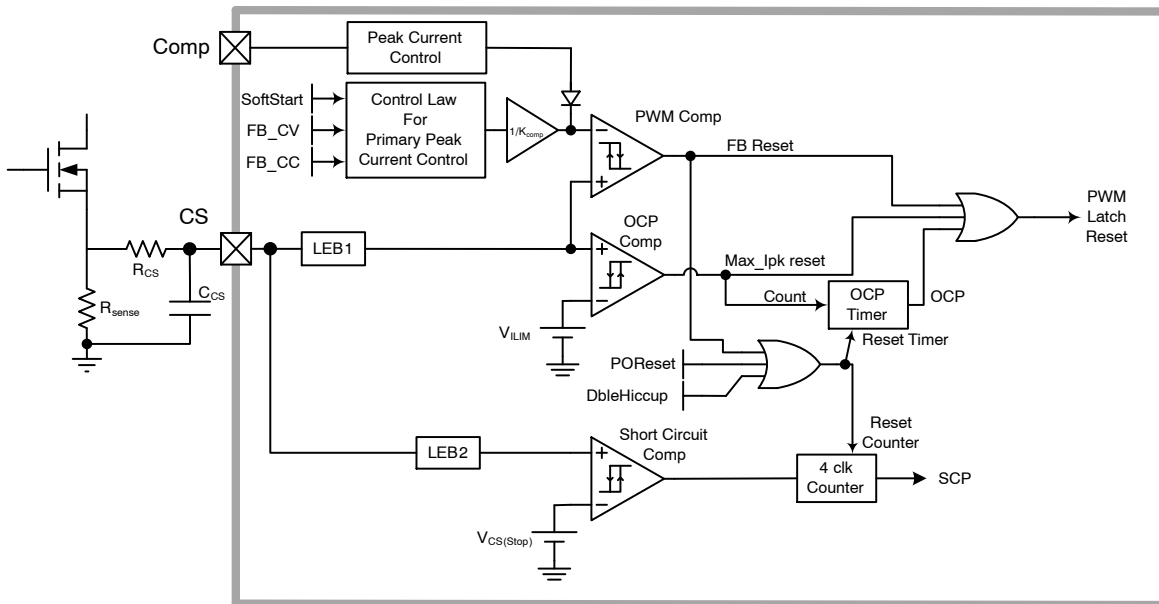 Comp
Peak Current
Control
SoftStart
FB_CV
FB_CC
Control Law
For
Primary Peak
Current Control
1/Kcomp
PWM Comp
FB Reset
PWM
Latch
Reset
CS
RCS
CCS
Rsense
LEB1
OCP
Comp
Max_Ipk reset
Count
OCP
Timer
OCP
Reset Timer
VILIM
POReset
DbleHiccup
Reset
Counter
LEB2
Short Circuit
Comp
4 clk
Counter
SCP
VCS(Stop)
+
−